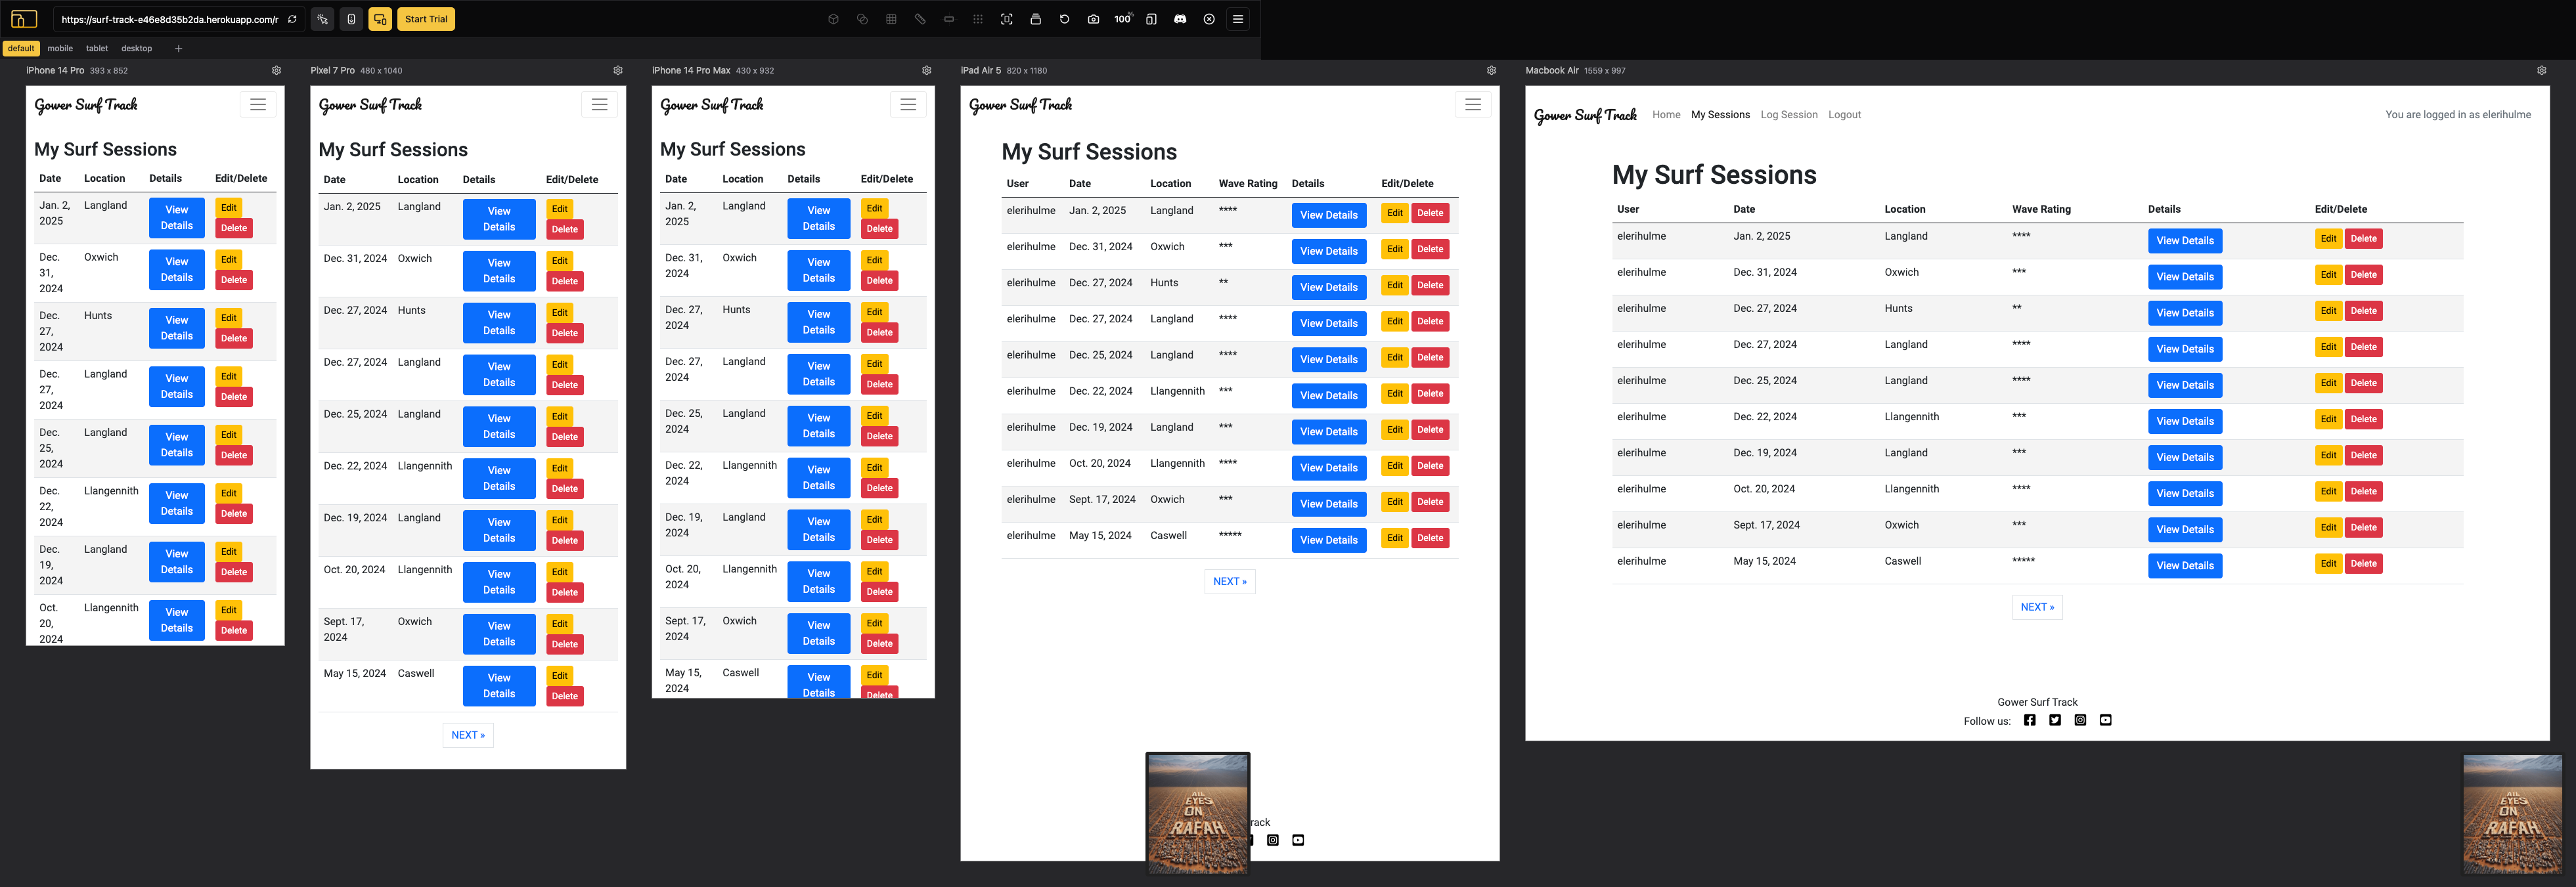 https://surf-track-e46e8d35b2da.herokuapp.com/r
Start Trial
100%
default mobile tablet desktop +
iPhone 14 Pro 393 x 852
Gower Surf Track
My Surf Sessions
Date Location Details Edit/Delete
Jan. 2, 2025 Langland View Details Edit Delete
Dec. 31, 2024 Oxwich View Details Edit Delete
Dec. 27, 2024 Hunts View Details Edit Delete
Dec. 27, 2024 Langland View Details Edit Delete
Dec. 25, 2024 Langland View Details Edit Delete
Dec. 22, 2024 Llangennith View Details Edit Delete
Dec. 19, 2024 Langland View Details Edit Delete
Oct. 20, 2024 Llangennith View Details Edit Delete
Pixel 7 Pro 480 x 1040
Gower Surf Track
My Surf Sessions
Date Location Details Edit/Delete
Jan. 2, 2025 Langland View Details Edit Delete
Dec. 31, 2024 Oxwich View Details Edit Delete
Dec. 27, 2024 Hunts View Details Edit Delete
Dec. 27, 2024 Langland View Details Edit Delete
Dec. 25, 2024 Langland View Details Edit Delete
Dec. 22, 2024 Llangennith View Details Edit Delete
Dec. 19, 2024 Langland View Details Edit Delete
Oct. 20, 2024 Llangennith View Details Edit Delete
Sept. 17, 2024 Oxwich View Details Edit Delete
May 15, 2024 Caswell View Details Edit Delete
NEXT »
iPhone 14 Pro Max 430 x 932
Gower Surf Track
My Surf Sessions
Date Location Details Edit/Delete
Jan. 2, 2025 Langland View Details Edit Delete
Dec. 31, 2024 Oxwich View Details Edit Delete
Dec. 27, 2024 Hunts View Details Edit Delete
Dec. 27, 2024 Langland View Details Edit Delete
Dec. 25, 2024 Langland View Details Edit Delete
Dec. 22, 2024 Llangennith View Details Edit Delete
Dec. 19, 2024 Langland View Details Edit Delete
Oct. 20, 2024 Llangennith View Details Edit Delete
Sept. 17, 2024 Oxwich View Details Edit Delete
May 15, 2024 Caswell View Details Edit Delete
iPad Air 5 820 x 1180
Gower Surf Track
My Surf Sessions
User Date Location Wave Rating Details Edit/Delete
elerihulme Jan. 2, 2025 Langland **** View Details Edit Delete
elerihulme Dec. 31, 2024 Oxwich *** View Details Edit Delete
elerihulme Dec. 27, 2024 Hunts ** View Details Edit Delete
elerihulme Dec. 27, 2024 Langland **** View Details Edit Delete
elerihulme Dec. 25, 2024 Langland **** View Details Edit Delete
elerihulme Dec. 22, 2024 Llangennith *** View Details Edit Delete
elerihulme Dec. 19, 2024 Langland *** View Details Edit Delete
elerihulme Oct. 20, 2024 Llangennith **** View Details Edit Delete
elerihulme Sept. 17, 2024 Oxwich *** View Details Edit Delete
elerihulme May 15, 2024 Caswell ***** View Details Edit Delete
NEXT »
rack
ALL
EYES
ON
RAFAH
Macbook Air 1559 x 997
Gower Surf Track Home My Sessions Log Session Logout You are logged in as elerihulme
My Surf Sessions
User Date Location Wave Rating Details Edit/Delete
elerihulme Jan. 2, 2025 Langland **** View Details Edit Delete
elerihulme Dec. 31, 2024 Oxwich *** View Details Edit Delete
elerihulme Dec. 27, 2024 Hunts ** View Details Edit Delete
elerihulme Dec. 27, 2024 Langland **** View Details Edit Delete
elerihulme Dec. 25, 2024 Langland **** View Details Edit Delete
elerihulme Dec. 22, 2024 Llangennith *** View Details Edit Delete
elerihulme Dec. 19, 2024 Langland *** View Details Edit Delete
elerihulme Oct. 20, 2024 Llangennith **** View Details Edit Delete
elerihulme Sept. 17, 2024 Oxwich *** View Details Edit Delete
elerihulme May 15, 2024 Caswell ***** View Details Edit Delete
NEXT »
Gower Surf Track
Follow us:
ALL
EYES
ON
RAFAH